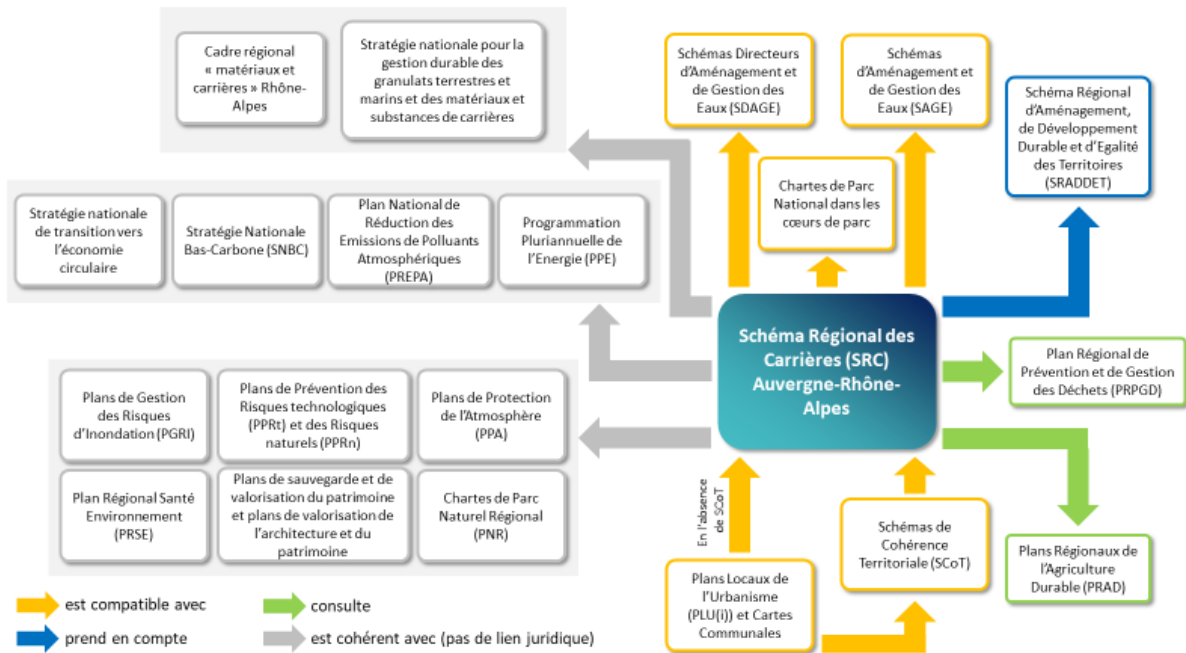 Cadre régional
« matériaux et
carrières » Rhône-
Alpes
Stratégie nationale pour la
gestion durable des
granulats terrestres et
marins et des matériaux et
substances de carrières
Schémas Directeurs
d'Aménagement et
de Gestion des
Eaux (SDAGE)
Schémas
d'Aménagement et
de Gestion des
Eaux (SAGE)
Schéma Régional
d'Aménagement,
de Développement
Durable et d'Egalité
des Territoires
(SRADDET)
Chartes de Parc
National dans les
cœurs de parc
Stratégie nationale
de transition vers
l'économie
circulaire
Stratégie Nationale
Bas-Carbone (SNBC)
Plan National de
Réduction des
Emissions de Polluants
Atmosphériques
(PREPA)
Programmation
Pluriannuelle de
l'Energie (PPE)
Schéma Régional des
Carrières (SRC)
Auvergne-Rhône-
Alpes
Plan Régional de
Prévention et de Gestion
des Déchets (PRPGD)
Plans de Gestion
des Risques
d'Inondation (PGRI)
Plans de Prévention des
Risques technologiques
(PPRt) et des Risques
naturels (PPRn)
Plans de Protection
de l'Atmosphère
(PPA)
Plan Régional Santé
Environnement
(PRSE)
Plans de sauvegarde et de
valorisation du patrimoine
et plans de valorisation de
l'architecture et du
patrimoine
Chartes de Parc
Naturel Régional
(PNR)
En l'absence
de SCoT
Schémas de
Cohérence
Territoriale (SCoT)
Plans Régionaux de
l'Agriculture
Durable (PRAD)
Plans Locaux de
l'Urbanisme
(PLU(i)) et Cartes
Communales
est compatible avec
consulte
prend en compte
est cohérent avec (pas de lien juridique)